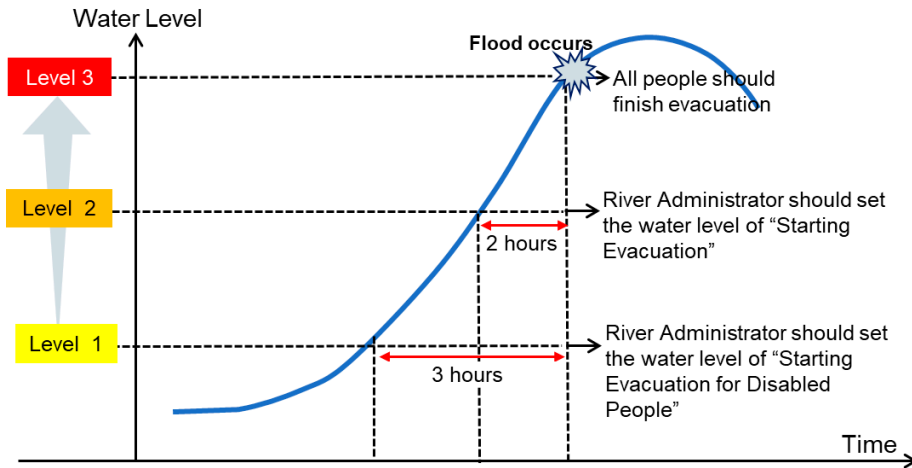 Water Level
Flood occurs
Level 3
All people should
finish evacuation
Level 2
River Administrator should set
the water level of “Starting
Evacuation”
2 hours
Level 1
River Administrator should set
the water level of “Starting
Evacuation for Disabled
People”
3 hours
Time